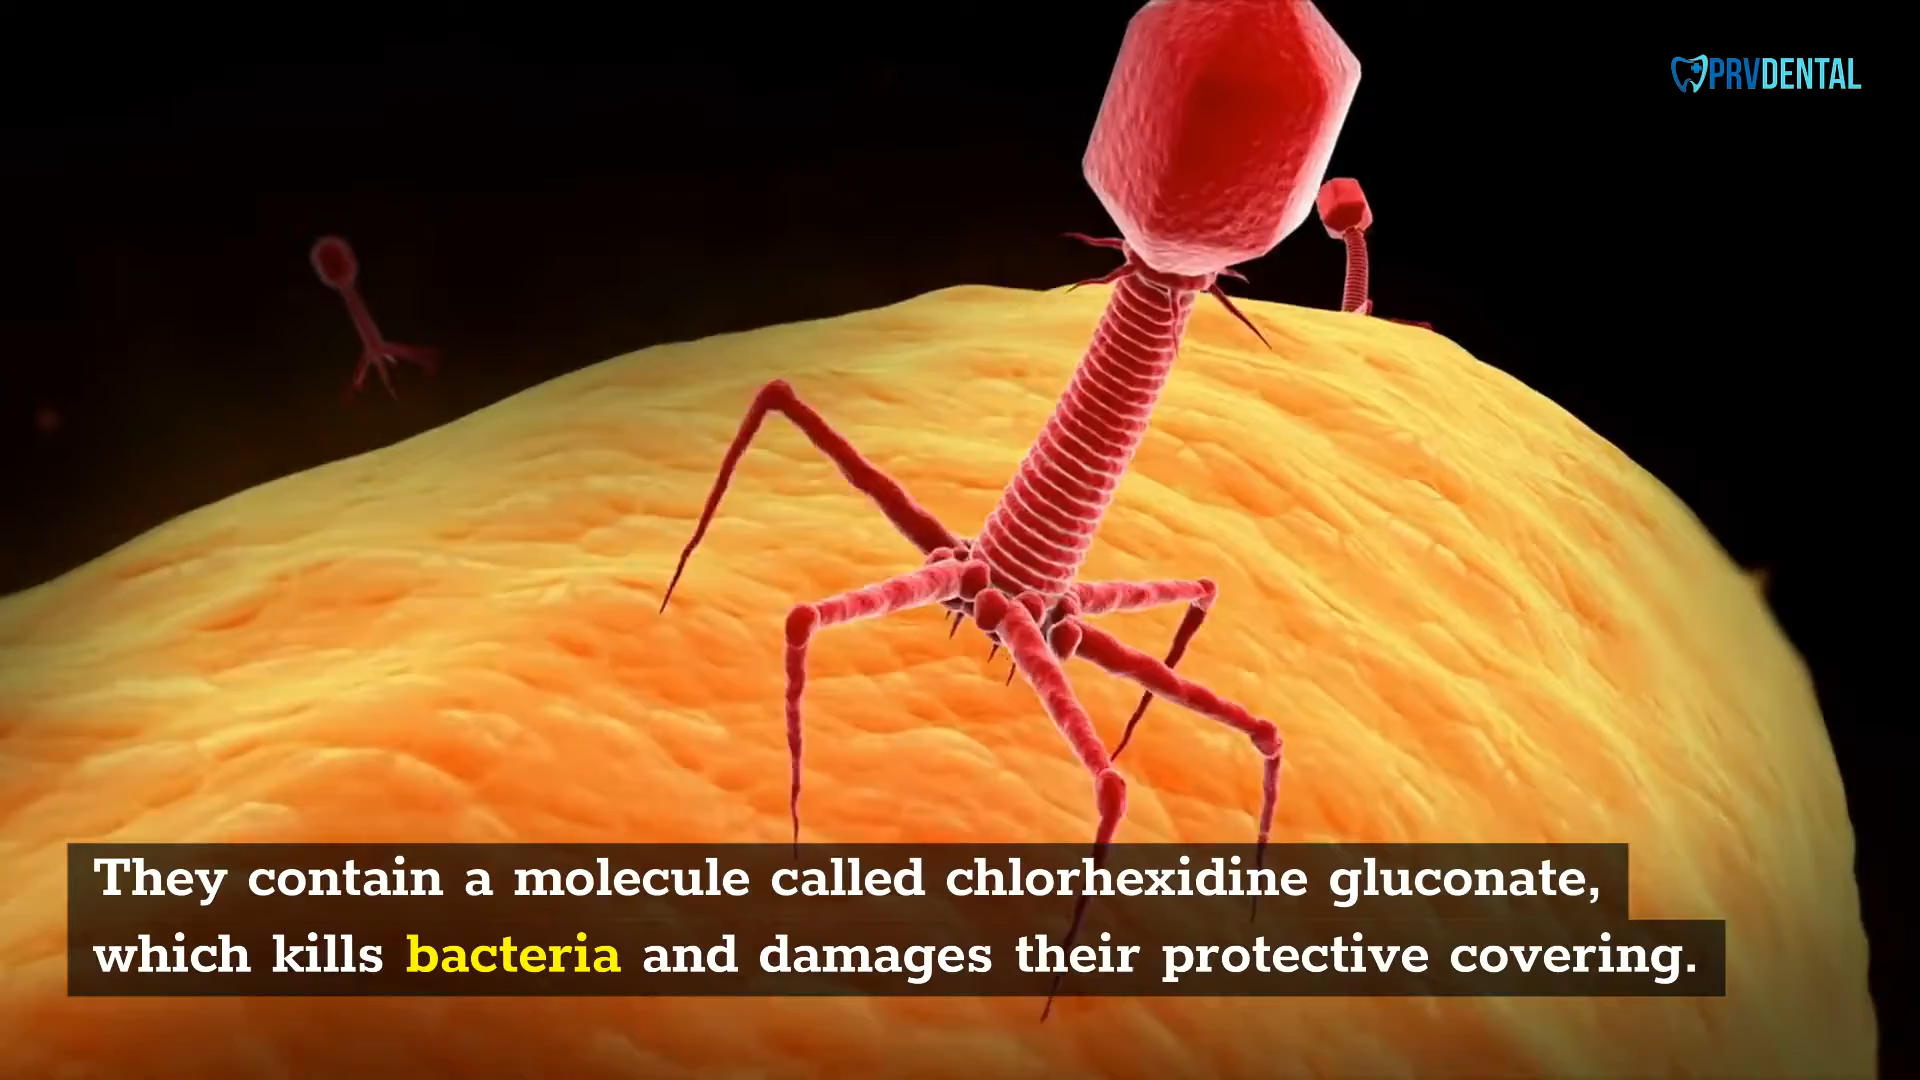 PRVDENTAL
They contain a molecule called chlorhexidine gluconate,
which kills bacteria and damages their protective covering.